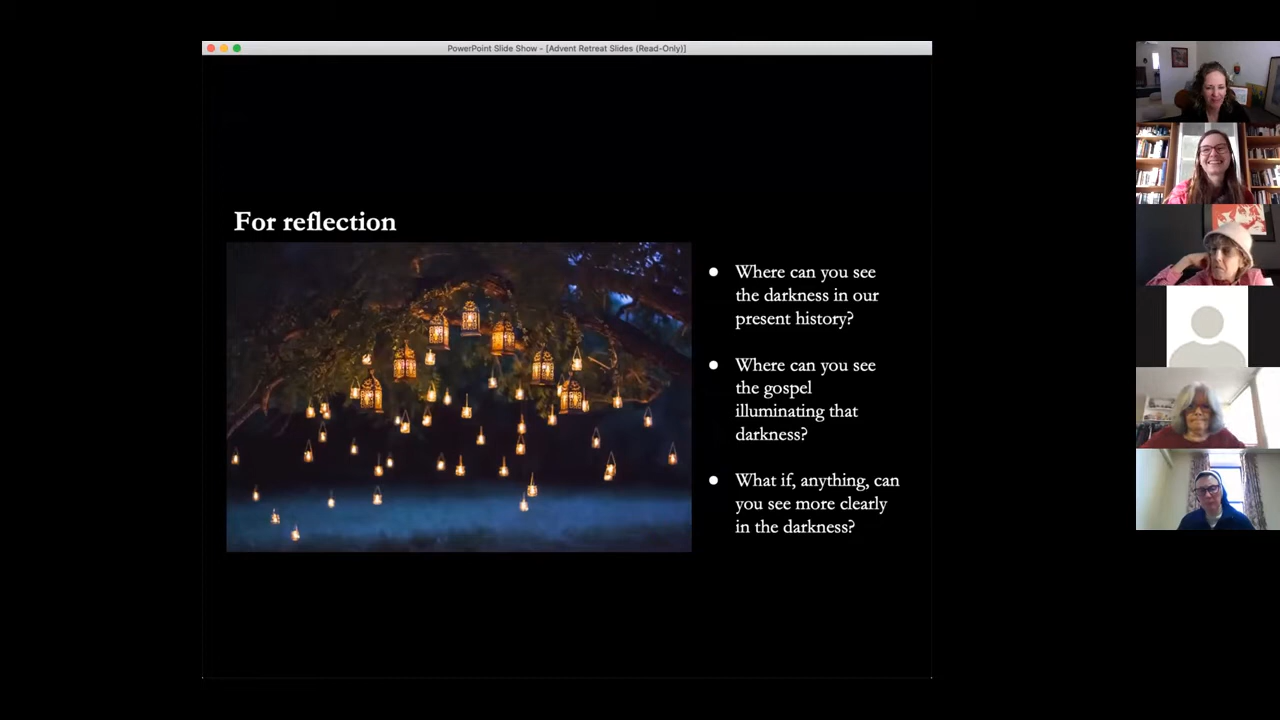 PowerPoint Slide Show - [Advent Retreat Slides (Read-Only)]
For reflection
● Where can you see
the darkness in our
present history?
● Where can you see
the gospel
illuminating that
darkness?
● What if, anything, can
you see more clearly
in the darkness?